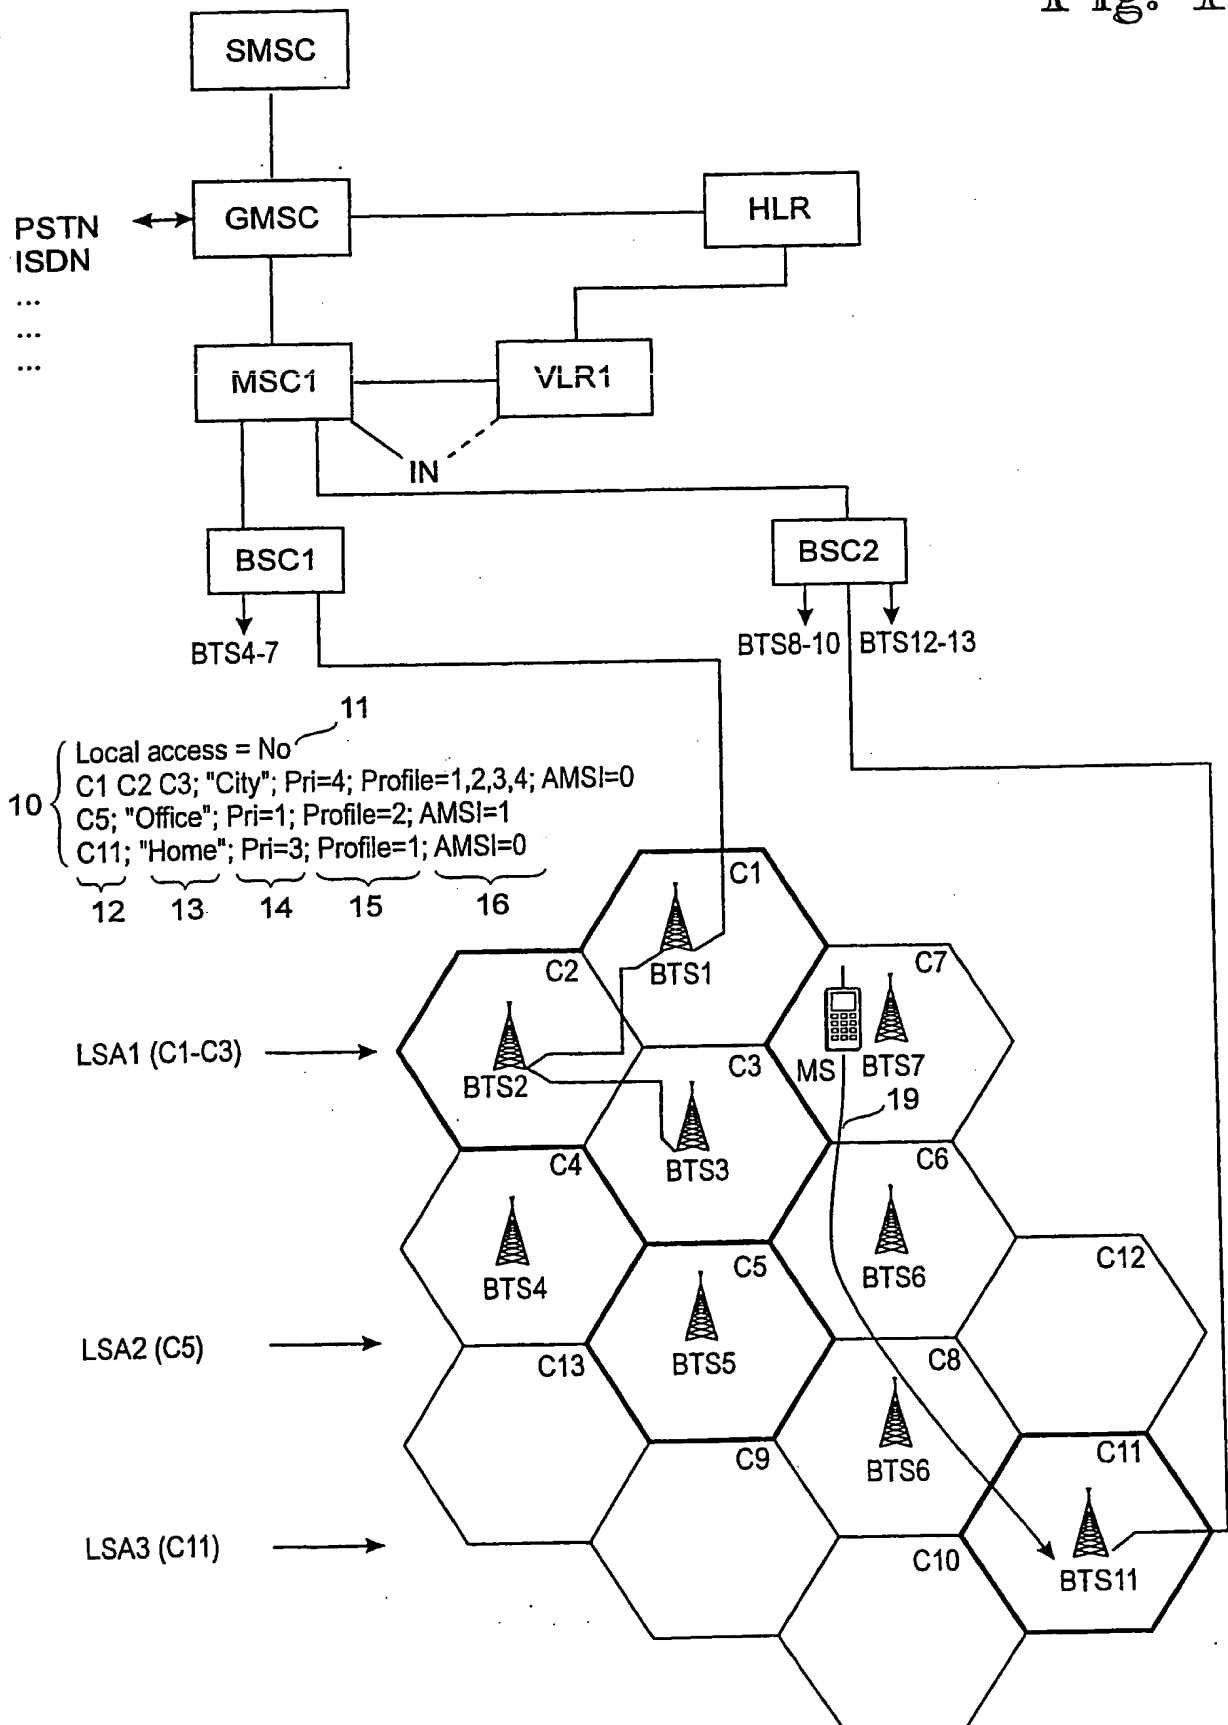 Fig. 1
SMSC
GMSC
HLR
PSTN
ISDN
...
...
...
MSC1
VLR1
IN
BSC1
BSC2
BTS4-7
BTS8-10
BTS12-13
11
10
Local access = No
C1 C2 C3; "City"; Pri=4; Profile=1,2,3,4; AMSI=0
C5; "Office"; Pri=1; Profile=2; AMSI=1
C11; "Home"; Pri=3; Profile=1; AMSI=0
12 13 14 15 16
C1
BTS1
C2
C7
LSA1 (C1-C3)
BTS2
C3
MS
BTS7
19
BTS3
C4
C6
BTS4
C5
BTS6
C12
LSA2 (C5)
C13
BTS5
C8
C9
BTS6
C11
LSA3 (C11)
C10
BTS11